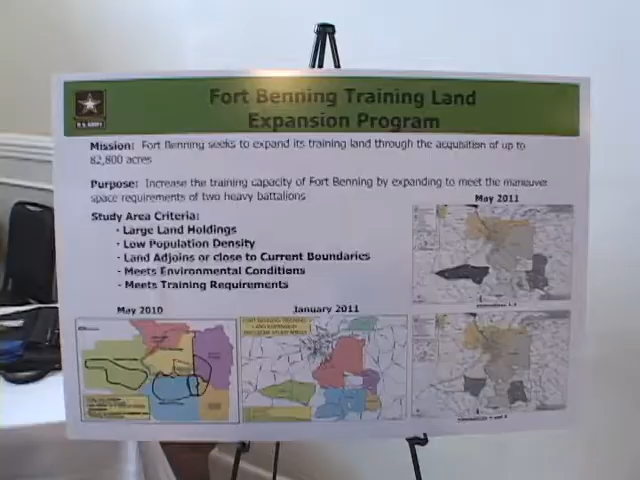 Fort Benning Training Land
Expansion Program
U.S. ARMY
Mission: Fort Benning seeks to expand its training land through the acquisition of up to
82,800 acres
Purpose: Increase the training capacity of Fort Benning by expanding to meet the maneuver
space requirements of two heavy battalions
Study Area Criteria:
· Large Land Holdings
· Low Population Density
· Land Adjoins or close to Current Boundaries
· Meets Environmental Conditions
· Meets Training Requirements
May 2011
May 2010
January 2011